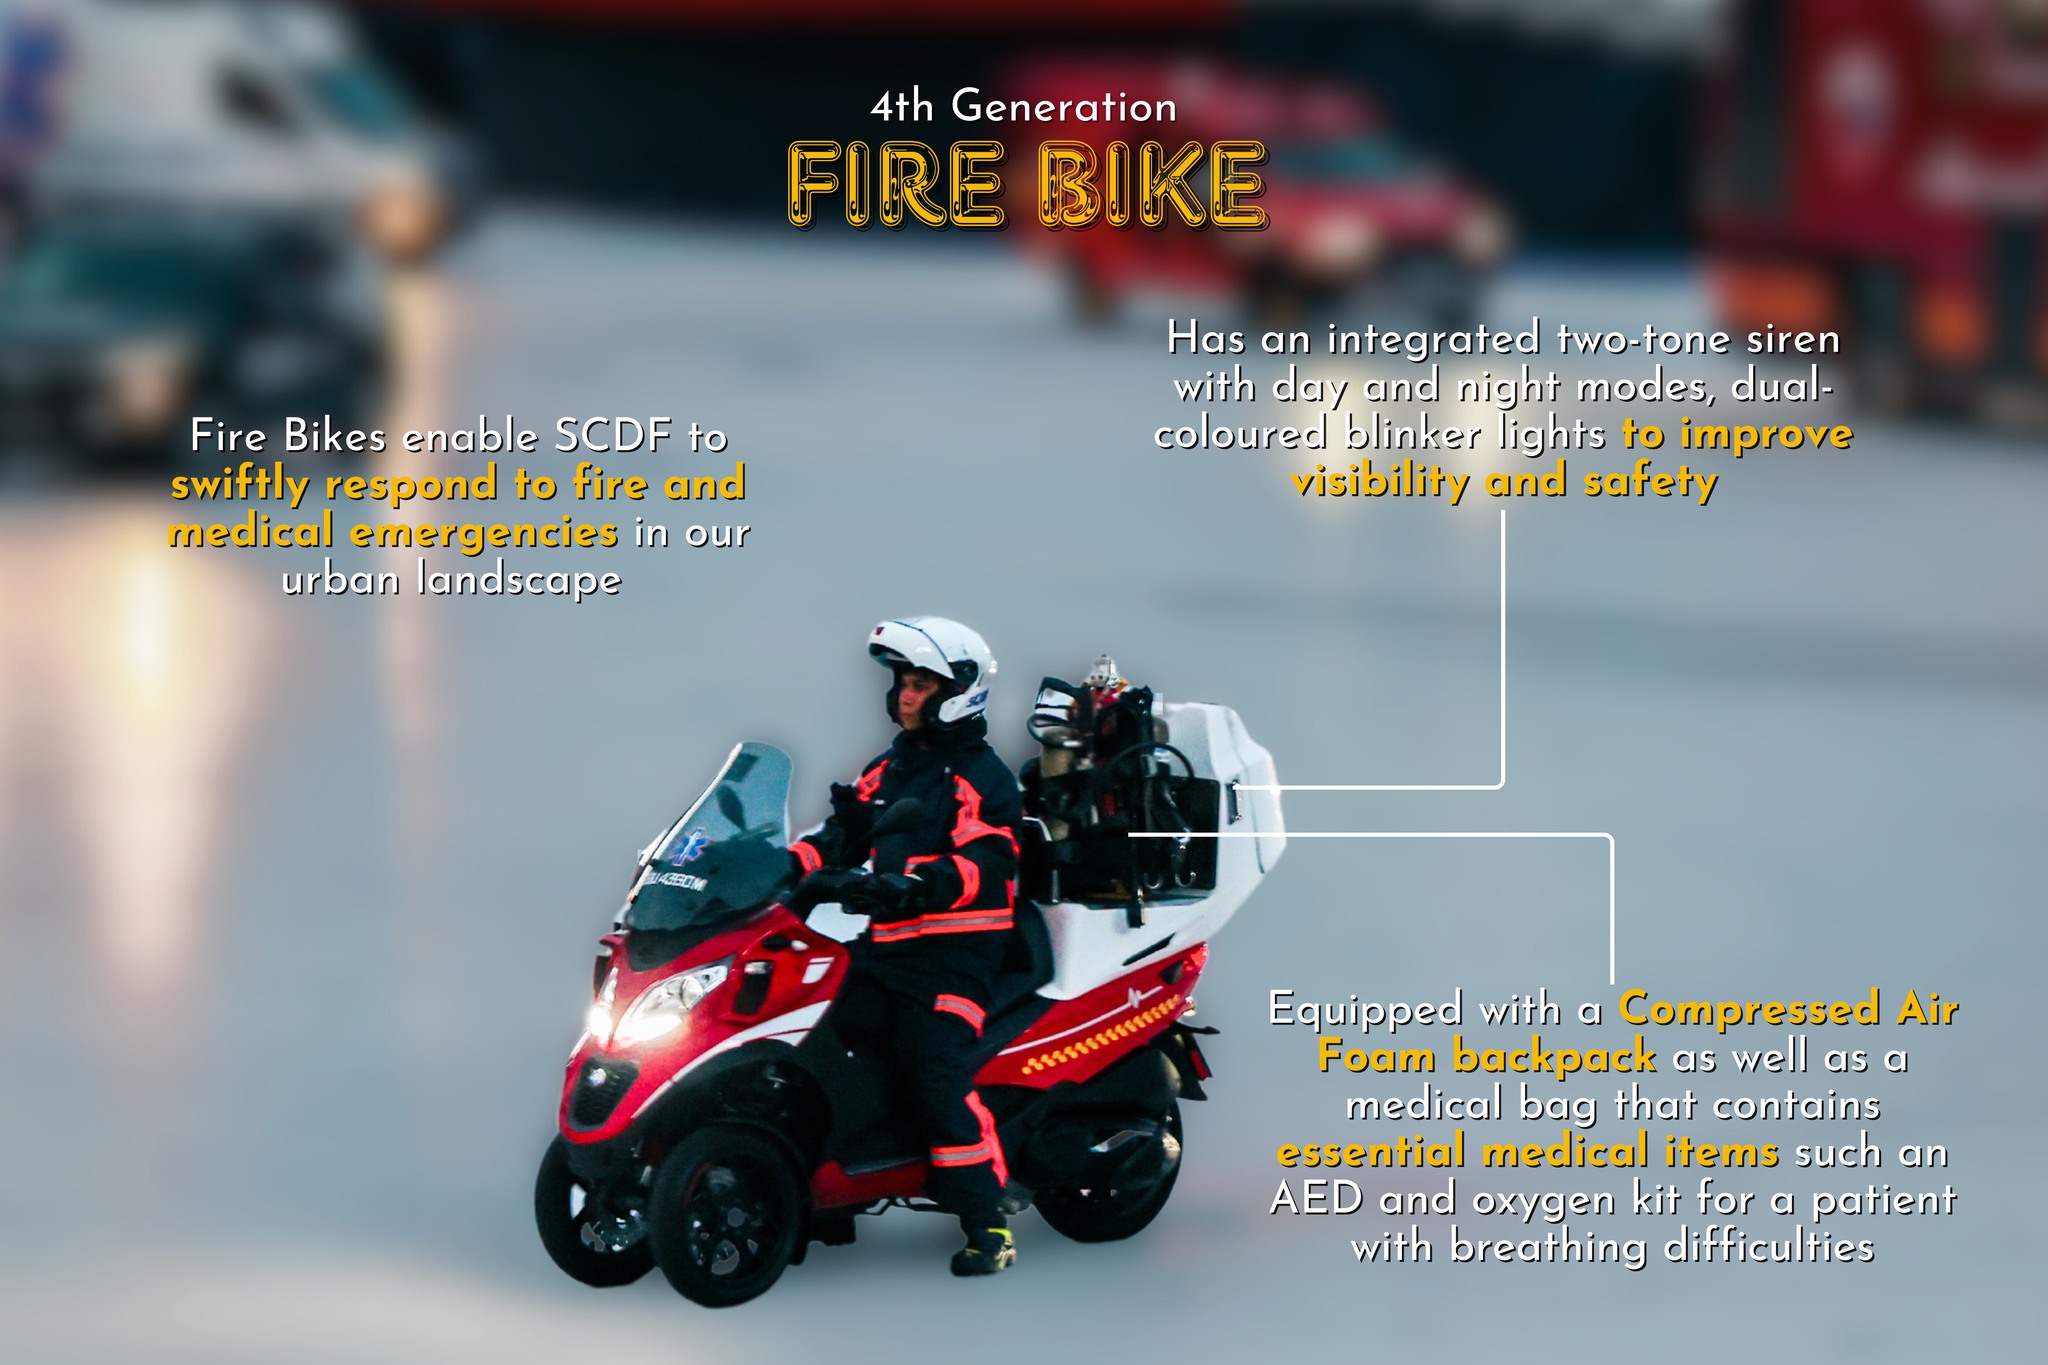 4th Generation
FIRE BIKE
Has an integrated two-tone siren
with day and night modes, dual-
coloured blinker lights to improve
visibility and safety
Fire Bikes enable SCDF to
swiftly respond to fire and
medical emergencies in our
urban landscape
Equipped with a Compressed Air
Foam backpack as well as a
medical bag that contains
essential medical items such an
AED and oxygen kit for a patient
with breathing difficulties